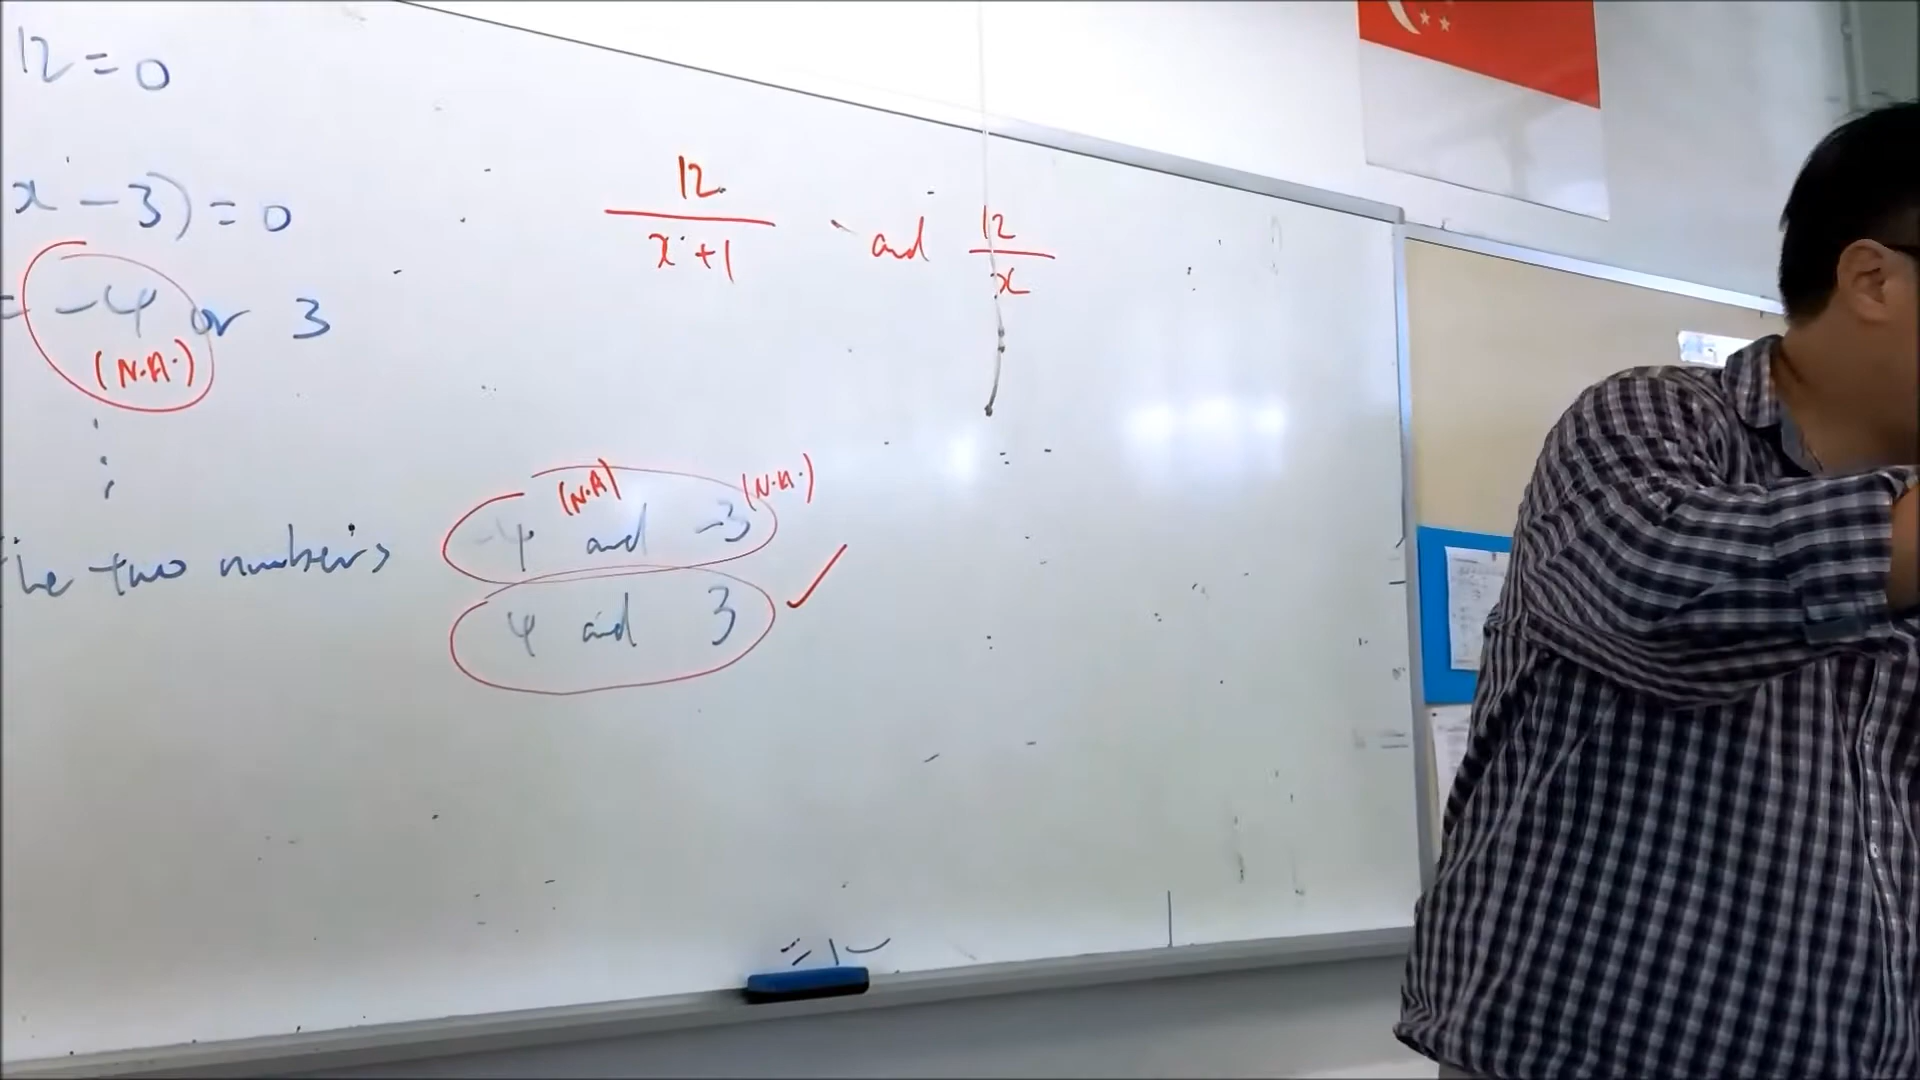 12 = 0
x - 3) = 0
= -4 or 3
(N.A.)
12
x + 1
and
12
x
(N.A) (N.A.)
-4 and -3
the two numbers
4 and 3 ✓